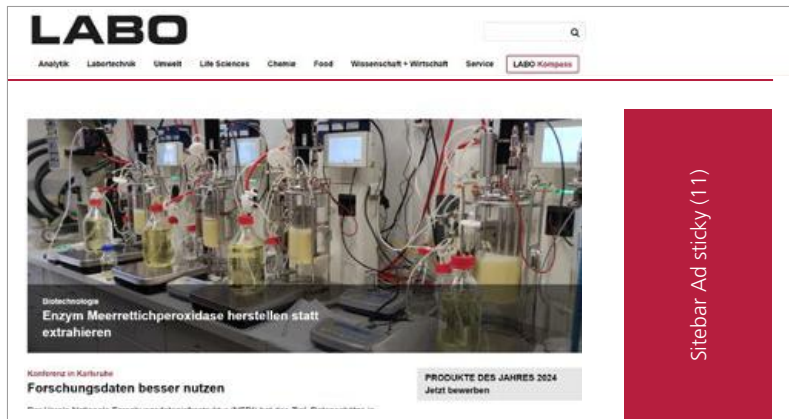 LABO
Analytik Labortechnik Umwelt Life Sciences Chemie Food Wissenschaft + Wirtschaft Service LABO Kompass
Biotechnologie
Enzym Meerrettichperoxidase herstellen statt
extrahieren
Konferenz in Karlsruhe
Forschungsdaten besser nutzen
PRODUKTE DES JAHRES 2024
Jetzt bewerben
Sitebar Ad sticky (11)